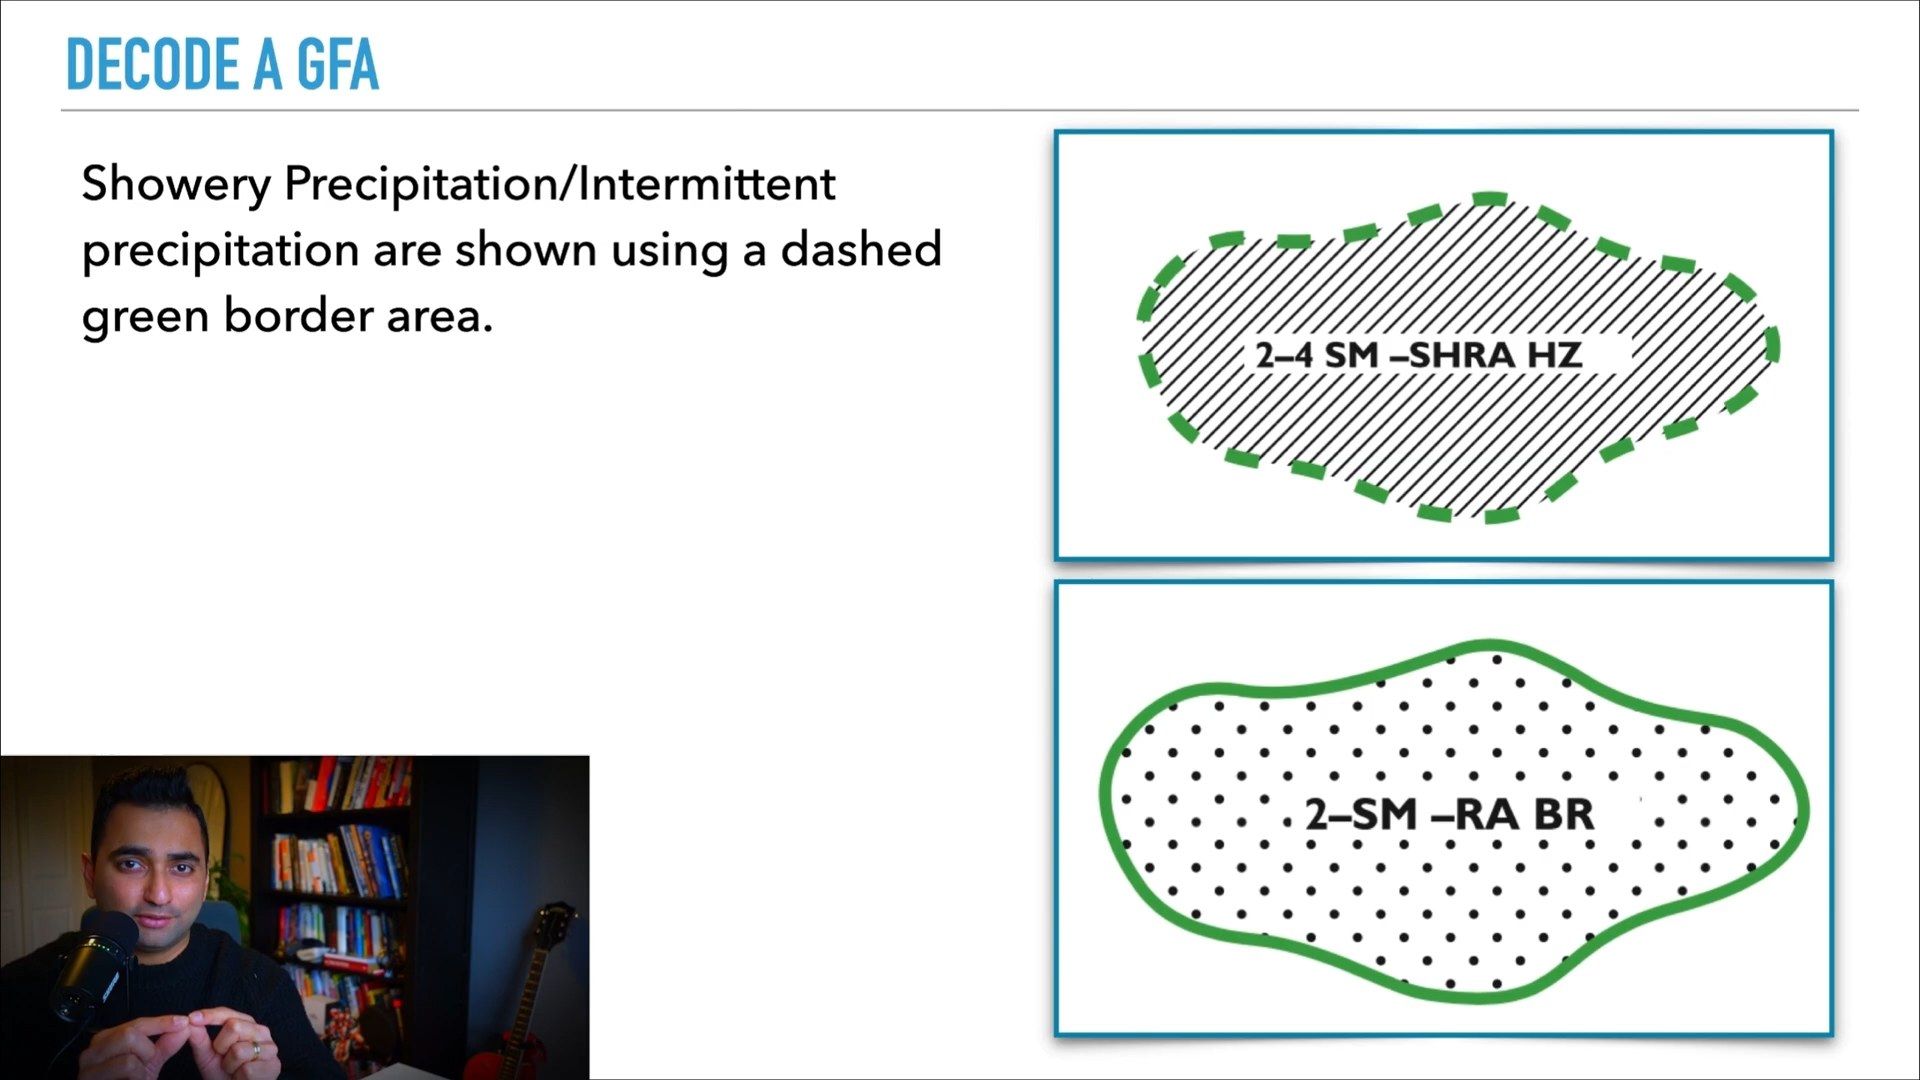 DECODE A GFA
Showery Precipitation/Intermittent
precipitation are shown using a dashed
green border area.
2–4 SM –SHRA HZ
2–SM –RA BR